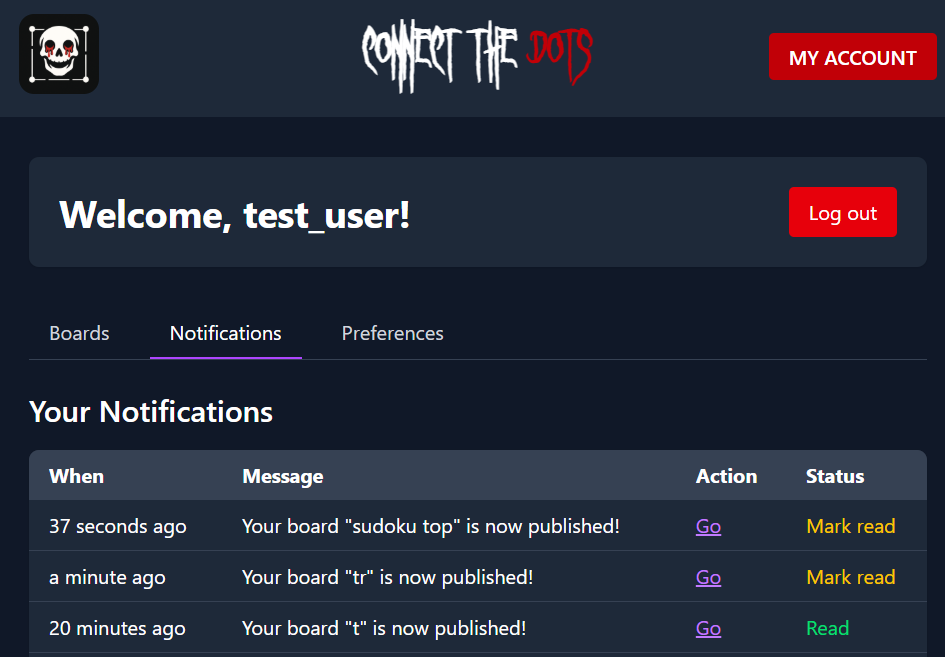 CONNECT THE DOTS
MY ACCOUNT
Welcome, test_user!
Log out
Boards Notifications Preferences
Your Notifications
When Message Action Status
37 seconds ago Your board "sudoku top" is now published! Go Mark read
a minute ago Your board "tr" is now published! Go Mark read
20 minutes ago Your board "t" is now published! Go Read